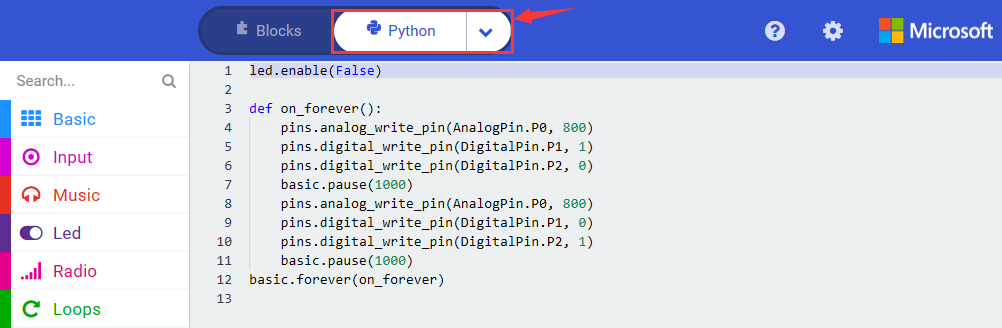 Blocks
Python
Microsoft
Search...
Basic
Input
Music
Led
Radio
Loops
1 led.enable(False)
2
3 def on_forever():
4     pins.analog_write_pin(AnalogPin.P0, 800)
5     pins.digital_write_pin(DigitalPin.P1, 1)
6     pins.digital_write_pin(DigitalPin.P2, 0)
7     basic.pause(1000)
8     pins.analog_write_pin(AnalogPin.P0, 800)
9     pins.digital_write_pin(DigitalPin.P1, 0)
10     pins.digital_write_pin(DigitalPin.P2, 1)
11     basic.pause(1000)
12 basic.forever(on_forever)
13